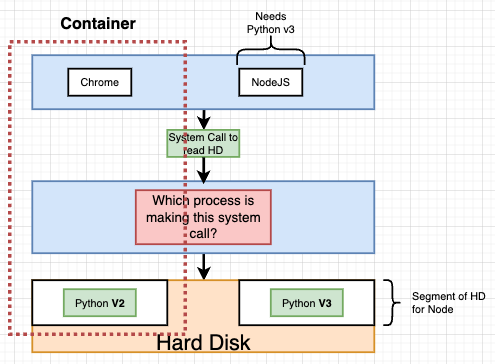 Container
Needs
Python v3
Chrome
NodeJS
System Call to
read HD
Which process is
making this system
call?
Python V2
Python V3
Segment of HD
for Node
Hard Disk